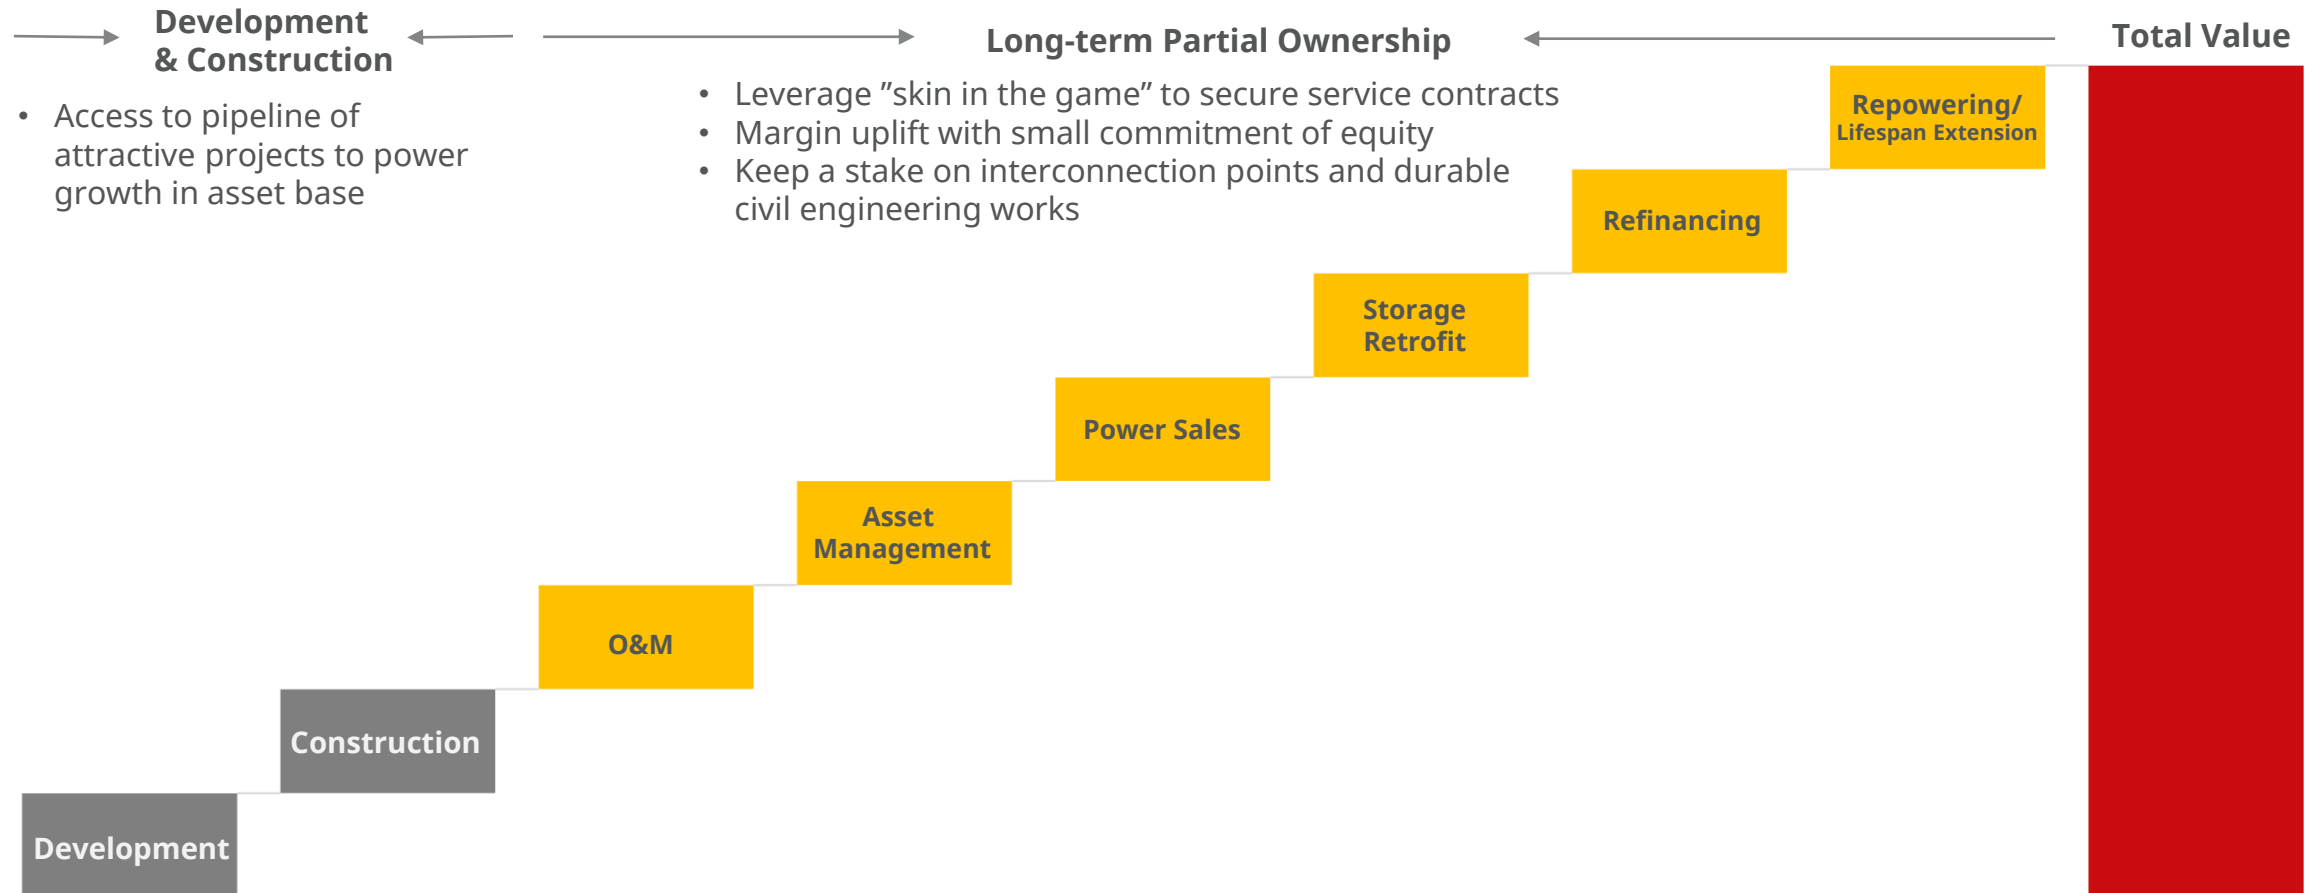 Development
& Construction
Long-term Partial Ownership
Total Value
• Access to pipeline of
attractive projects to power
growth in asset base
• Leverage ”skin in the game” to secure service contracts
• Margin uplift with small commitment of equity
• Keep a stake on interconnection points and durable
civil engineering works
Repowering/
Lifespan Extension
Refinancing
Storage
Retrofit
Power Sales
Asset
Management
O&M
Construction
Development